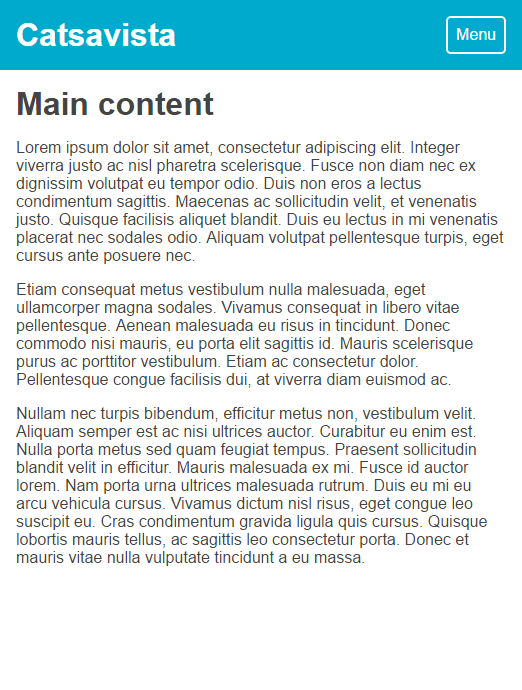 Catsavista
Menu
Main content
Lorem ipsum dolor sit amet, consectetur adipiscing elit. Integer
viverra justo ac nisl pharetra scelerisque. Fusce non diam nec ex
dignissim volutpat eu tempor odio. Duis non eros a lectus
condimentum sagittis. Maecenas ac sollicitudin velit, et venenatis
justo. Quisque facilisis aliquet blandit. Duis eu lectus in mi venenatis
placerat nec sodales odio. Aliquam volutpat pellentesque turpis, eget
cursus ante posuere nec.
Etiam consequat metus vestibulum nulla malesuada, eget
ullamcorper magna sodales. Vivamus consequat in libero vitae
pellentesque. Aenean malesuada eu risus in tincidunt. Donec
commodo nisi mauris, eu porta elit sagittis id. Mauris scelerisque
purus ac porttitor vestibulum. Etiam ac consectetur dolor.
Pellentesque congue facilisis dui, at viverra diam euismod ac.
Nullam nec turpis bibendum, efficitur metus non, vestibulum velit.
Aliquam semper est ac nisi ultrices auctor. Curabitur eu enim est.
Nulla porta metus sed quam feugiat tempus. Praesent sollicitudin
blandit velit in efficitur. Mauris malesuada ex mi. Fusce id auctor
lorem. Nam porta urna ultrices malesuada rutrum. Duis eu mi eu
arcu vehicula cursus. Vivamus dictum nisl risus, eget congue leo
suscipit eu. Cras condimentum gravida ligula quis cursus. Quisque
lobortis mauris tellus, ac sagittis leo consectetur porta. Donec et
mauris vitae nulla vulputate tincidunt a eu massa.